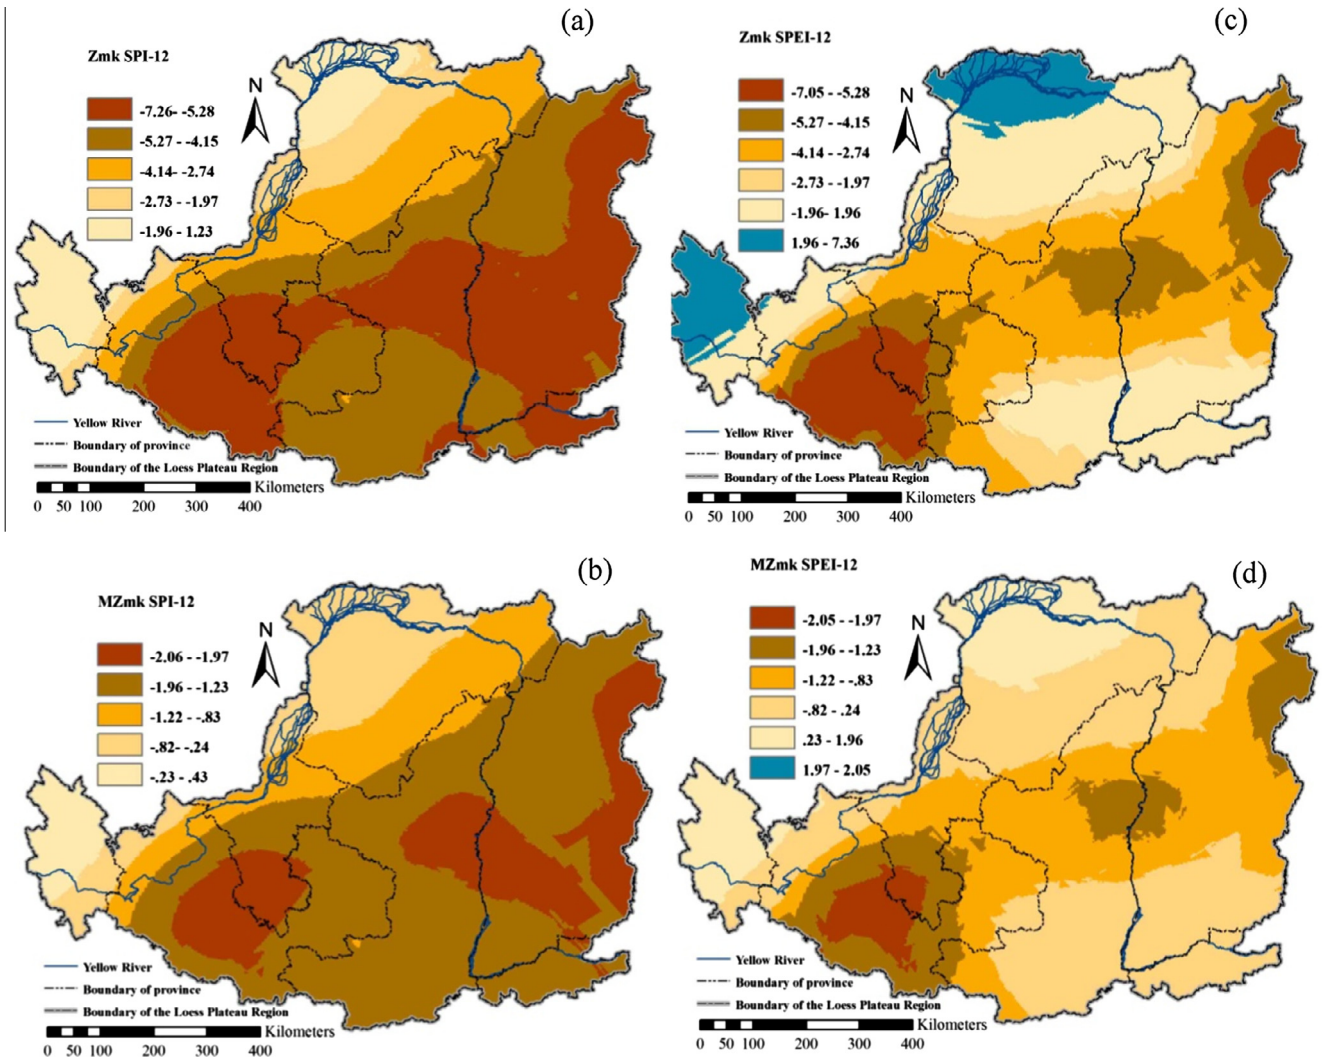 (a)
Zmk SPI-12
N
-7.26- -5.28
-5.27 - -4.15
-4.14- -2.74
-2.73 - -1.97
-1.96 - 1.23
Yellow River
Boundary of province
Boundary of the Loess Plateau Region
Kilometers
0 50 100 200 300 400
(c)
Zmk SPEI-12
N
-7.05 - -5.28
-5.27 - -4.15
-4.14 - -2.74
-2.73 - -1.97
-1.96- 1.96
1.96 - 7.36
Yellow River
Boundary of province
Boundary of the Loess Plateau Region
Kilometers
0 50 100 200 300 400
(b)
MZmk SPI-12
N
-2.06 - -1.97
-1.96 - -1.23
-1.22 - -.83
-.82- -.24
-.23 - .43
Yellow River
Boundary of province
Boundary of the Loess Plateau Region
Kilometers
0 50 100 200 300 400
(d)
MZmk SPEI-12
N
-2.05 - -1.97
-1.96 - -1.23
-1.22 - -.83
-.82 - .24
.23 - 1.96
1.97 - 2.05
Yellow River
Boundary of province
Boundary of the Loess Plateau Region
Kilometers
0 50 100 200 300 400